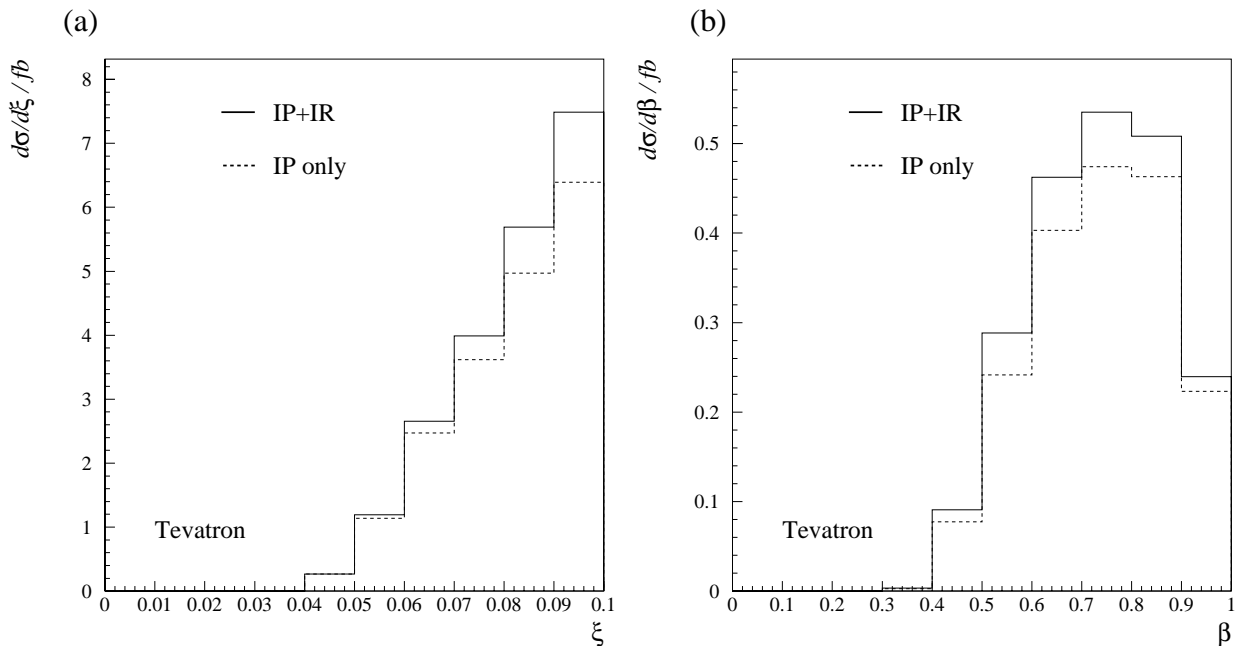 (a)
dσ/dξ / fb
8
7
6
5
4
3
2
1
0
IP+IR
IP only
Tevatron
0 0.01 0.02 0.03 0.04 0.05 0.06 0.07 0.08 0.09 0.1
ξ
(b)
dσ/dβ / fb
0.5
0.4
0.3
0.2
0.1
0
IP+IR
IP only
Tevatron
0 0.1 0.2 0.3 0.4 0.5 0.6 0.7 0.8 0.9 1
β